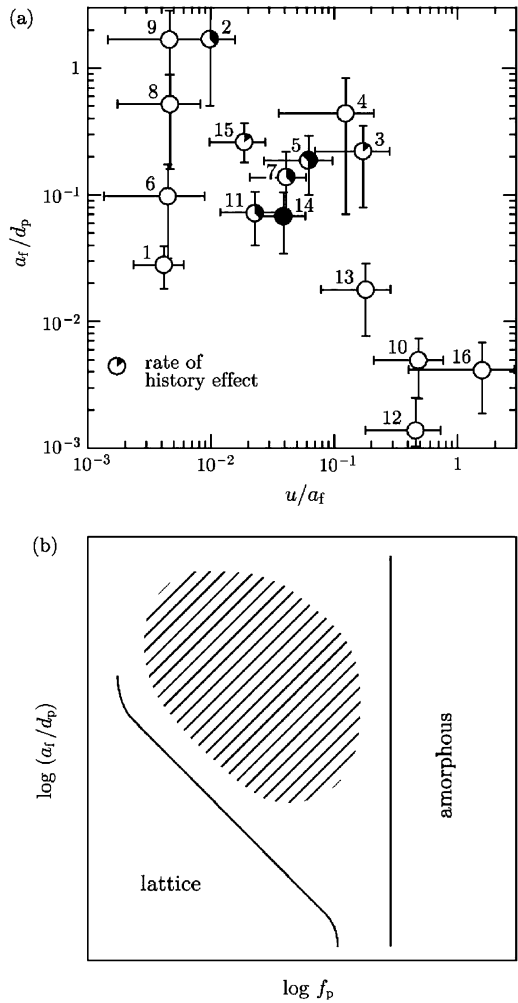 (a)
9
2
1
8
4
15
5
3
7
10⁻¹
6
11
14
a_f/d_p
1
13
10⁻²
10
16
rate of
history effect
12
10⁻³
10⁻³
10⁻²
10⁻¹
1
u/a_f
(b)
log (a_f/d_p)
amorphous
lattice
log f_p